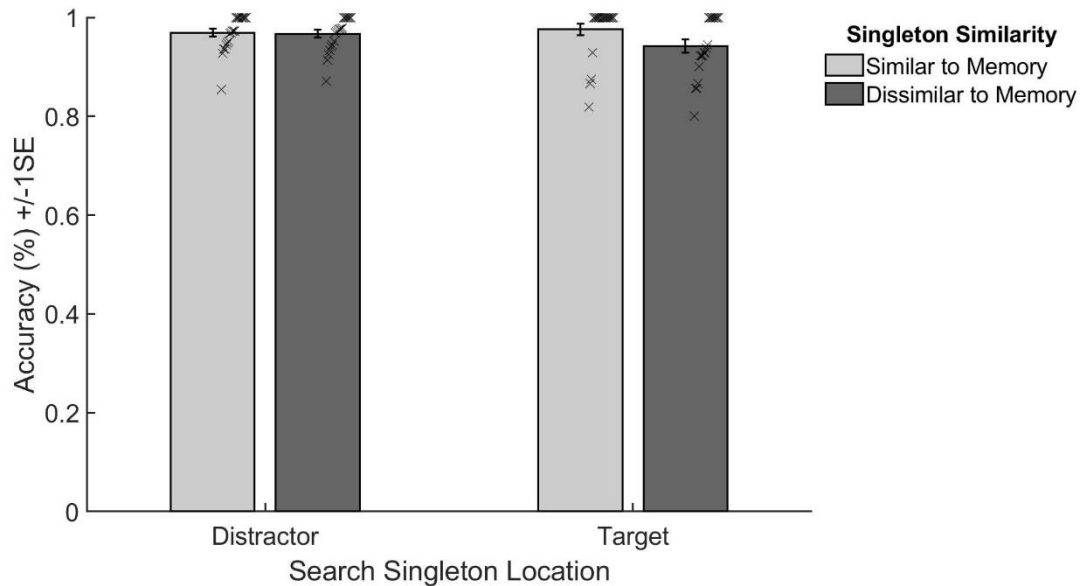 Accuracy (%) +/-1SE
1
0.8
0.6
0.4
0.2
0
Distractor
Target
Search Singleton Location
Singleton Similarity
Similar to Memory
Dissimilar to Memory